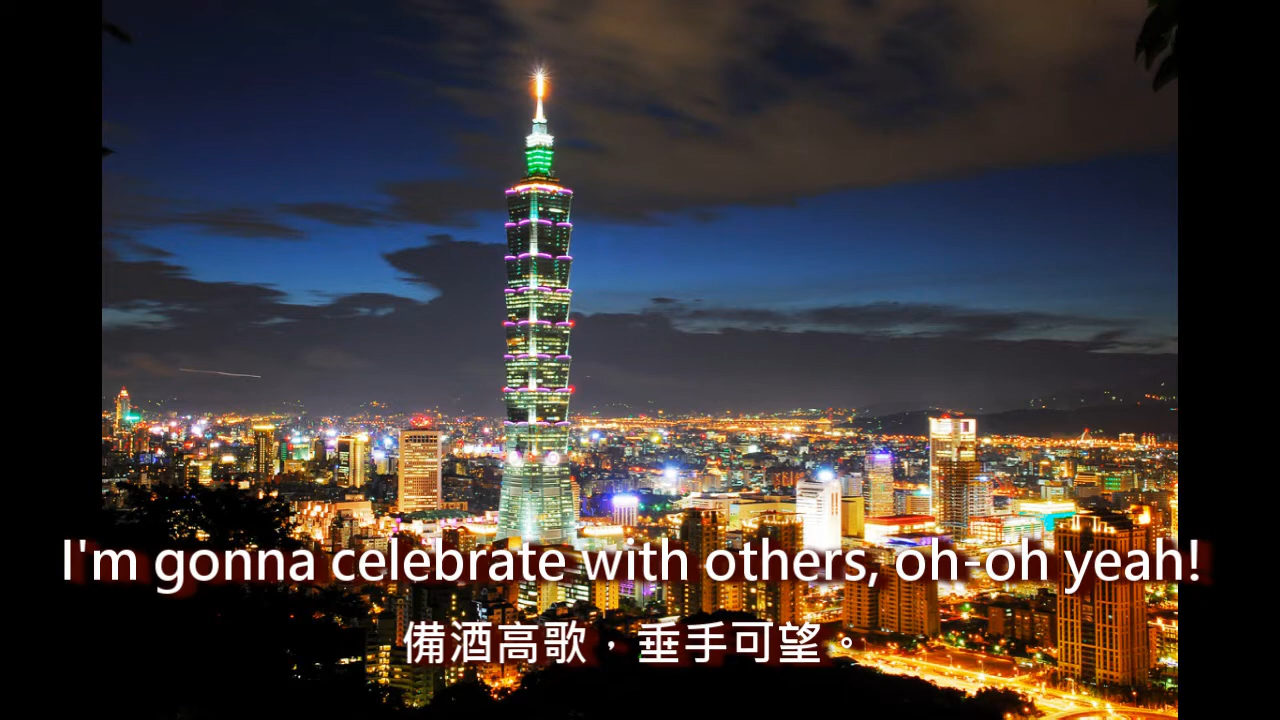 I'm gonna celebrate with others, oh-oh yeah!
備酒高歌，垂手可望。